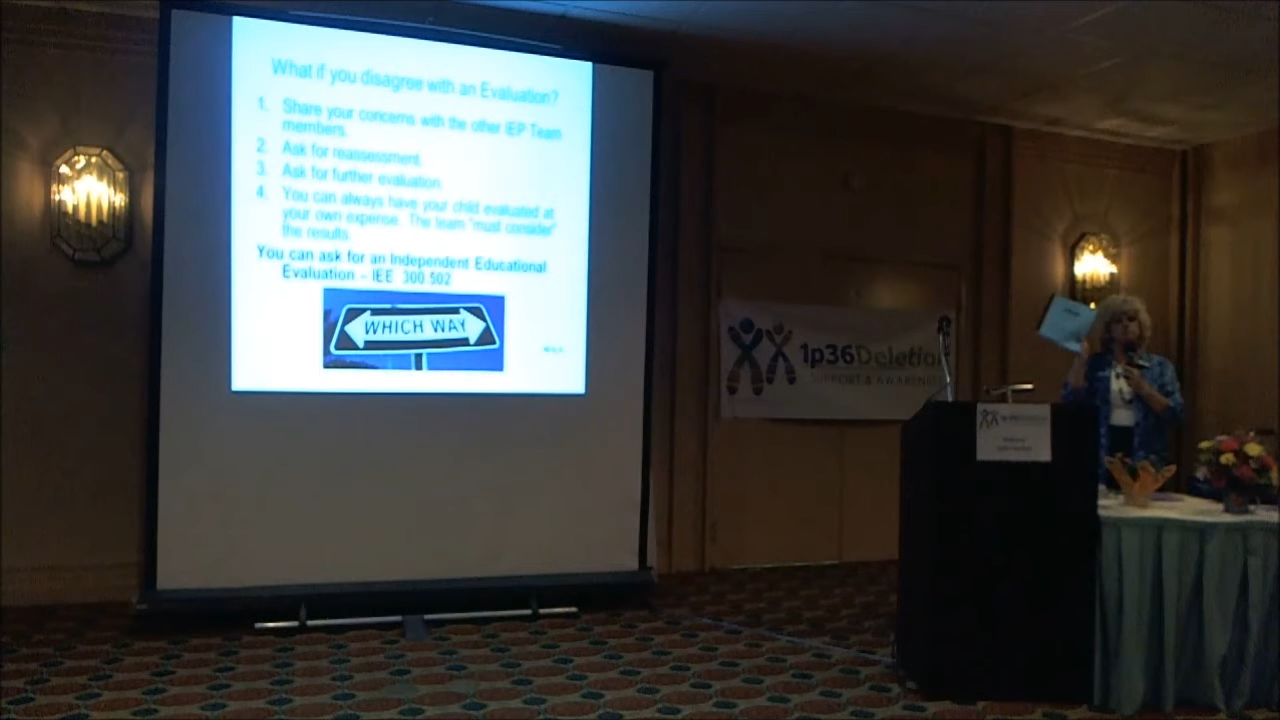 What if you disagree with an Evaluation?
1. Share your concerns with the other IEP Team
members.
2. Ask for reassessment.
3. Ask for further evaluation.
4. You can always have your child evaluated at
your own expense. The team "must consider"
the results.
You can ask for an Independent Educational
Evaluation – IEE 300.502
WHICH WAY
1p36Deletion
SUPPORT & AWARENESS